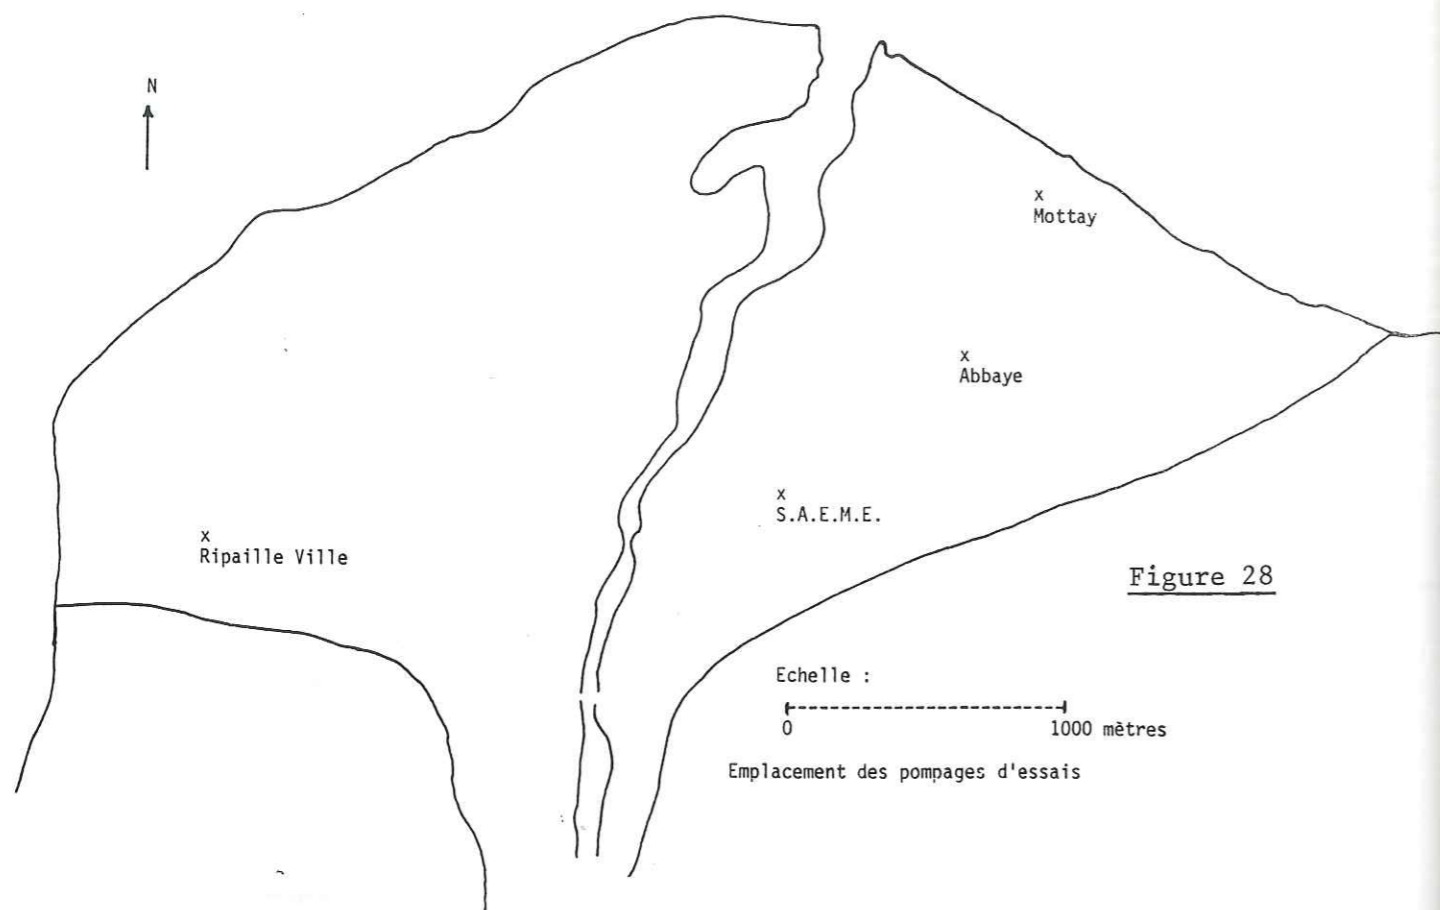 N
x
Mottay
x
Abbaye
x
S.A.E.M.E.
x
Ripaille Ville
Figure 28
Echelle :
0 1000 mètres
Emplacement des pompages d'essais